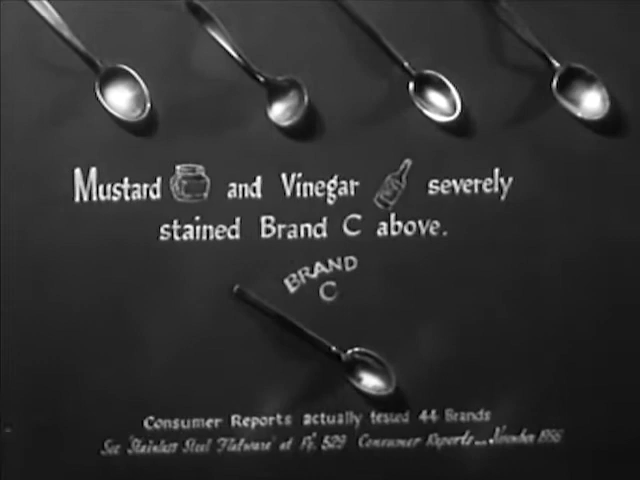 Mustard and Vinegar severely
stained Brand C above.
BRAND
C
Consumer Reports actually tested 44 Brands
See "Stainless Steel Flatware" at Pg. 529 Consumer Reports... November 1956